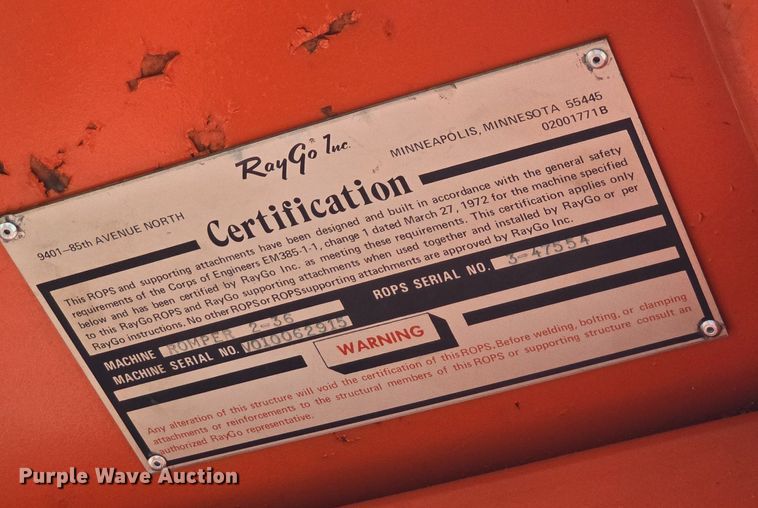 RayGo® Inc.
9401-85th AVENUE NORTH
MINNEAPOLIS, MINNESOTA 55445
02001771B
Certification
This ROPS and supporting attachments have been designed and built in accordance with the general safety
requirements of the Corps of Engineers EM385-1-1, change 1 dated March 27, 1972 for the machine specified
below and has been certified by RayGo Inc. as meeting these requirements. This certification applies only
to this RayGo ROPS and RayGo supporting attachments when used together and installed by RayGo or per
RayGo instructions. No other ROPS or ROPS supporting attachments are approved by RayGo Inc.
MACHINE ROMPER 2-36
ROPS SERIAL NO. 3-47554
MACHINE SERIAL NO. V010062915
WARNING
Any alteration of this structure will void the certification of this ROPS. Before welding, bolting, or clamping
attachments or reinforcements to the structural members of this ROPS or supporting structure consult an
authorized RayGo representative.
Purple Wave Auction